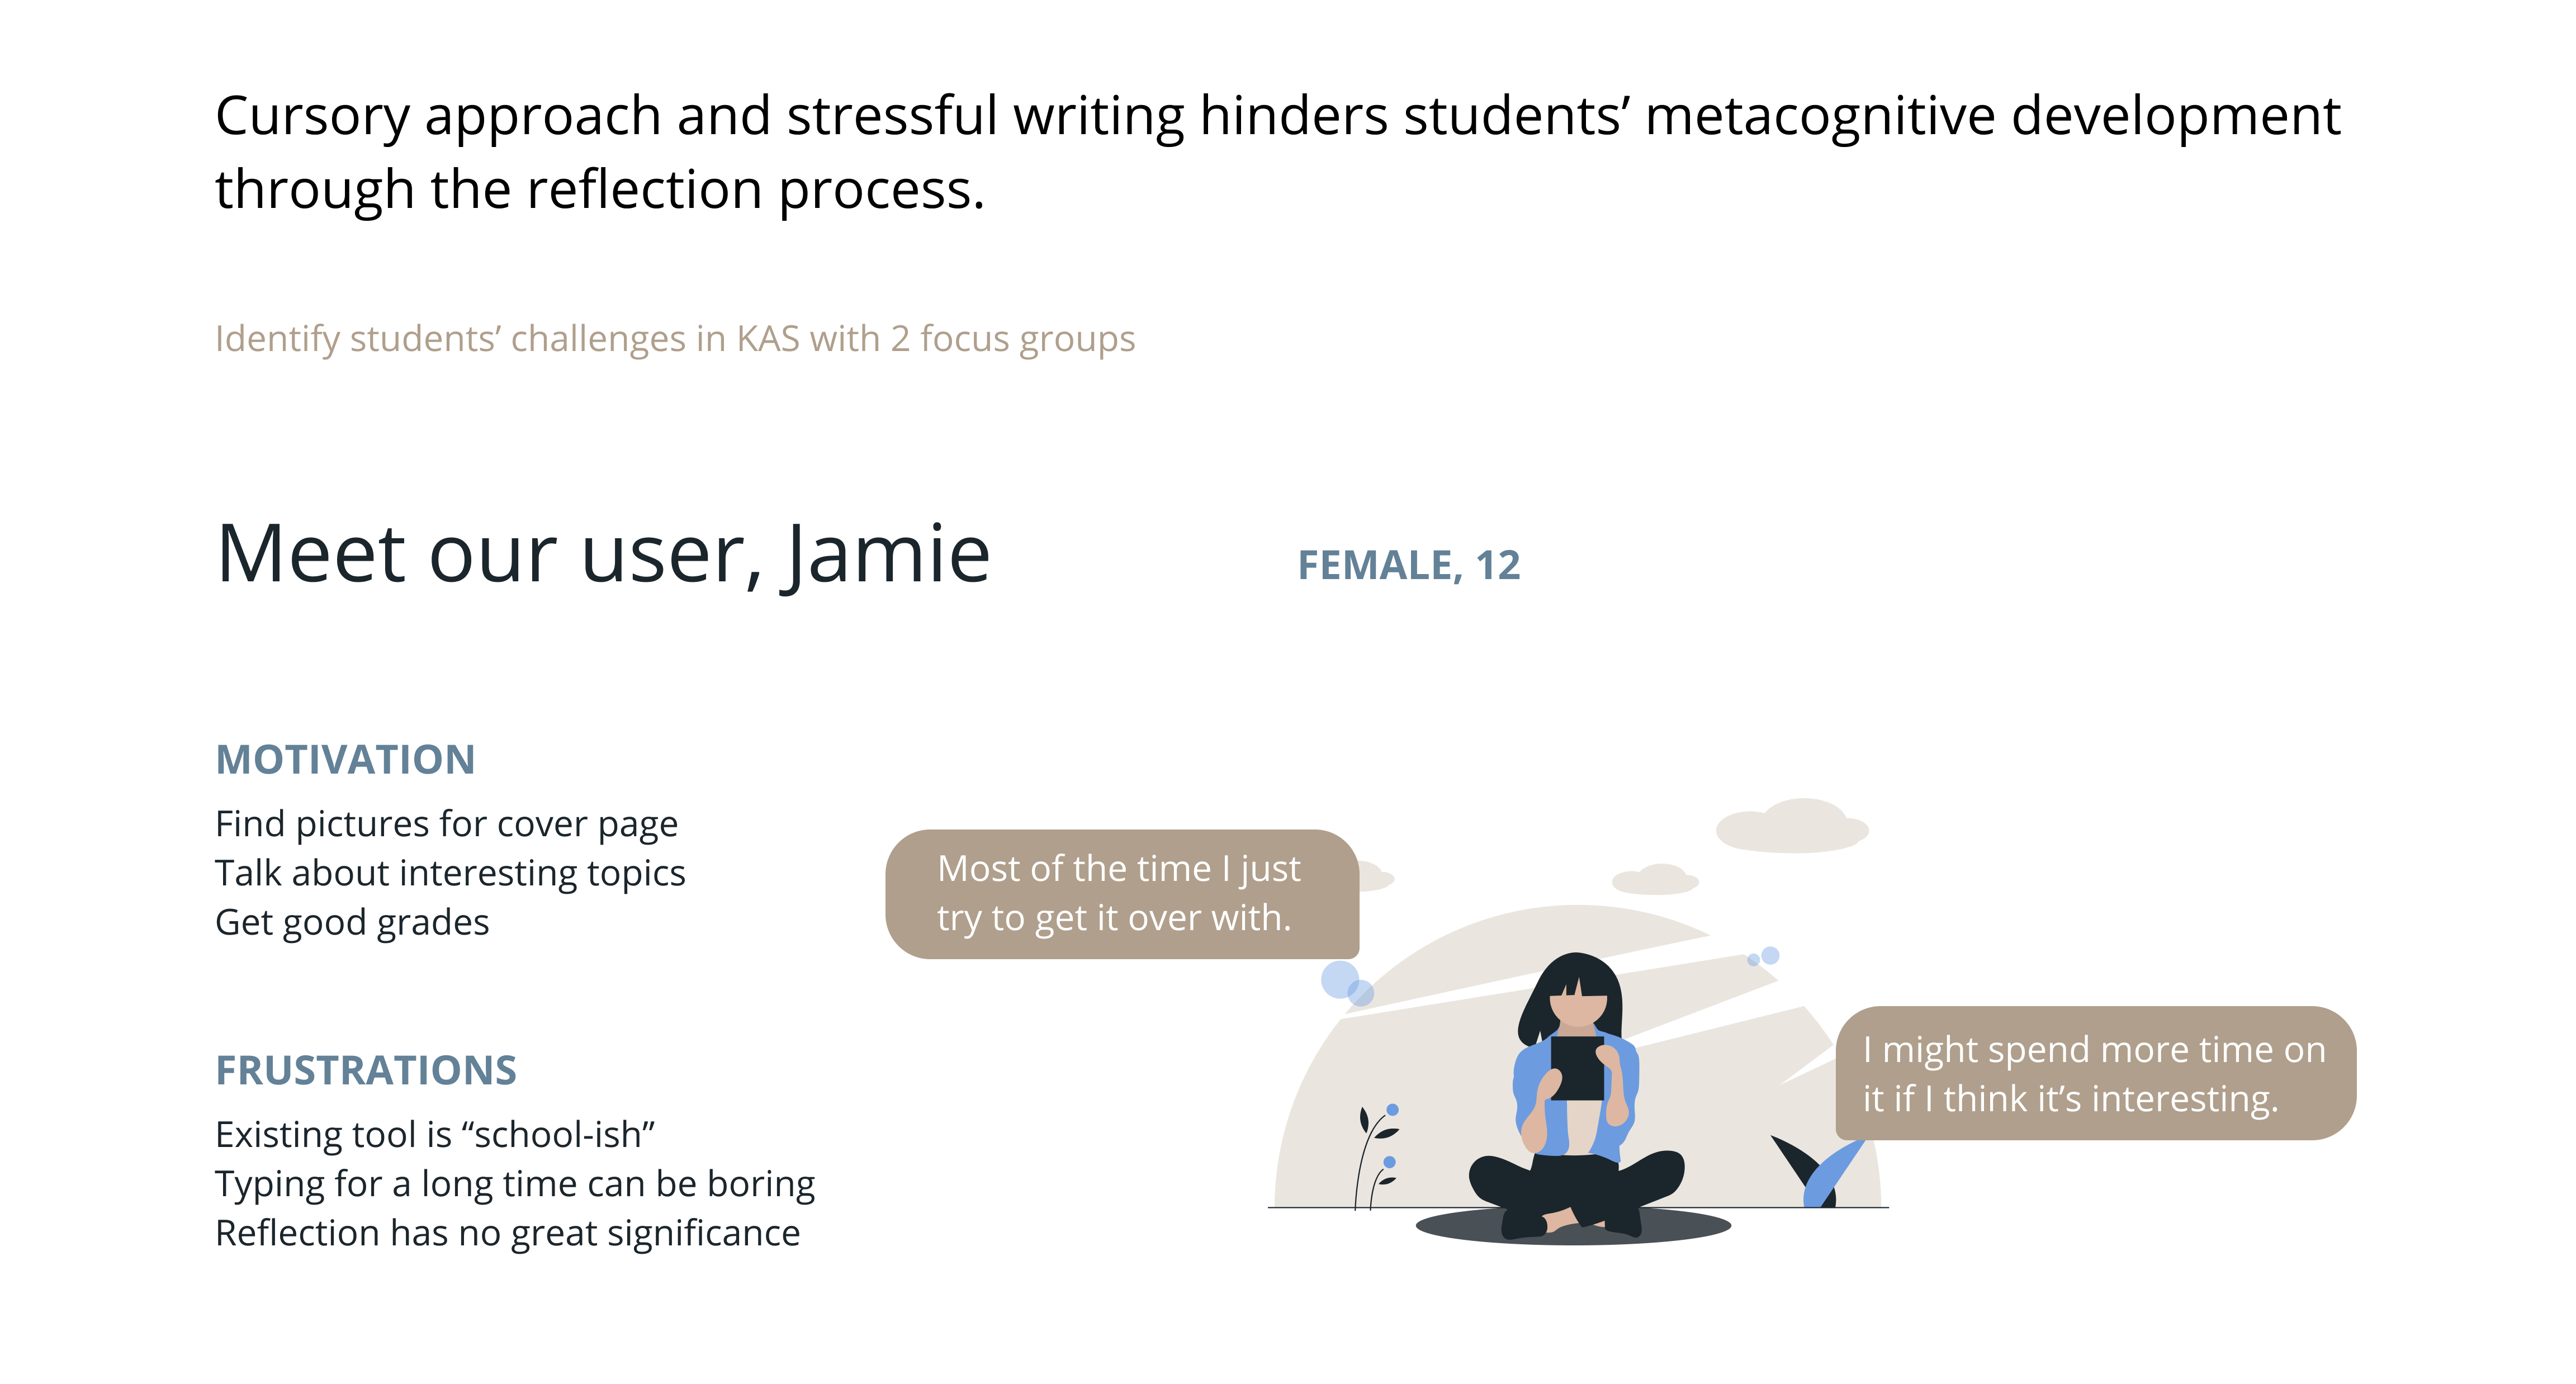 Cursory approach and stressful writing hinders students’ metacognitive development
through the reflection process.
Identify students’ challenges in KAS with 2 focus groups
Meet our user, Jamie
FEMALE, 12
MOTIVATION
Find pictures for cover page
Talk about interesting topics
Get good grades
Most of the time I just
try to get it over with.
I might spend more time on
it if I think it’s interesting.
FRUSTRATIONS
Existing tool is “school-ish”
Typing for a long time can be boring
Reflection has no great significance